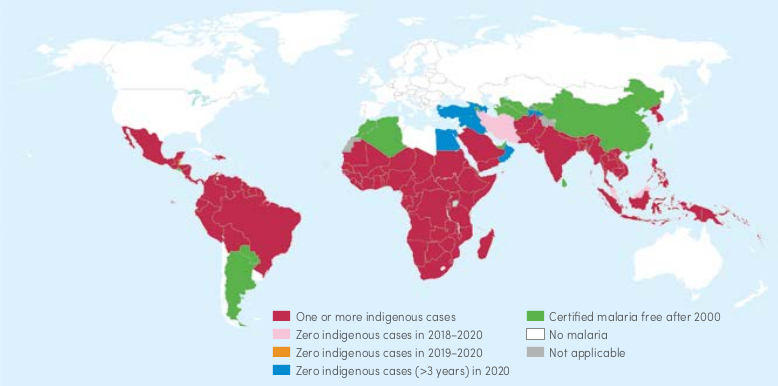 One or more indigenous cases
Zero indigenous cases in 2018–2020
Zero indigenous cases in 2019–2020
Zero indigenous cases (>3 years) in 2020
Certified malaria free after 2000
No malaria
Not applicable